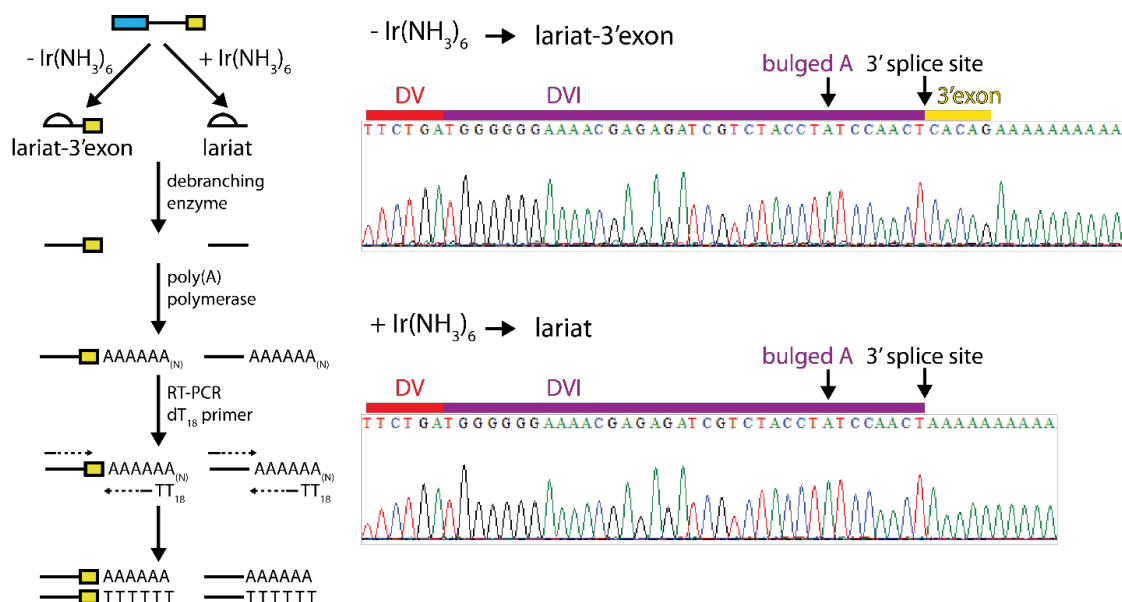 - Ir(NH3)6
+ Ir(NH3)6
lariat-3'exon
lariat
debranching
enzyme
poly(A)
polymerase
AAAAAA(N)
AAAAAA(N)
RT-PCR
dT18 primer
AAAAAA(N)
AAAAAA(N)
TT18
TT18
AAAAAA
AAAAAA
TTTTTT
TTTTTT
- Ir(NH3)6 → lariat-3'exon
bulged A
3' splice site
DV
DVI
3'exon
TTCTGATGGGGGGAAAACGAGAGATCGTCTACCTATCCAACTCACAGAAAAAAAAAA
+ Ir(NH3)6 → lariat
bulged A
3' splice site
DV
DVI
TTCTGATGGGGGGAAAACGAGAGATCGTCTACCTATCCAACTAAAAAAAAAA